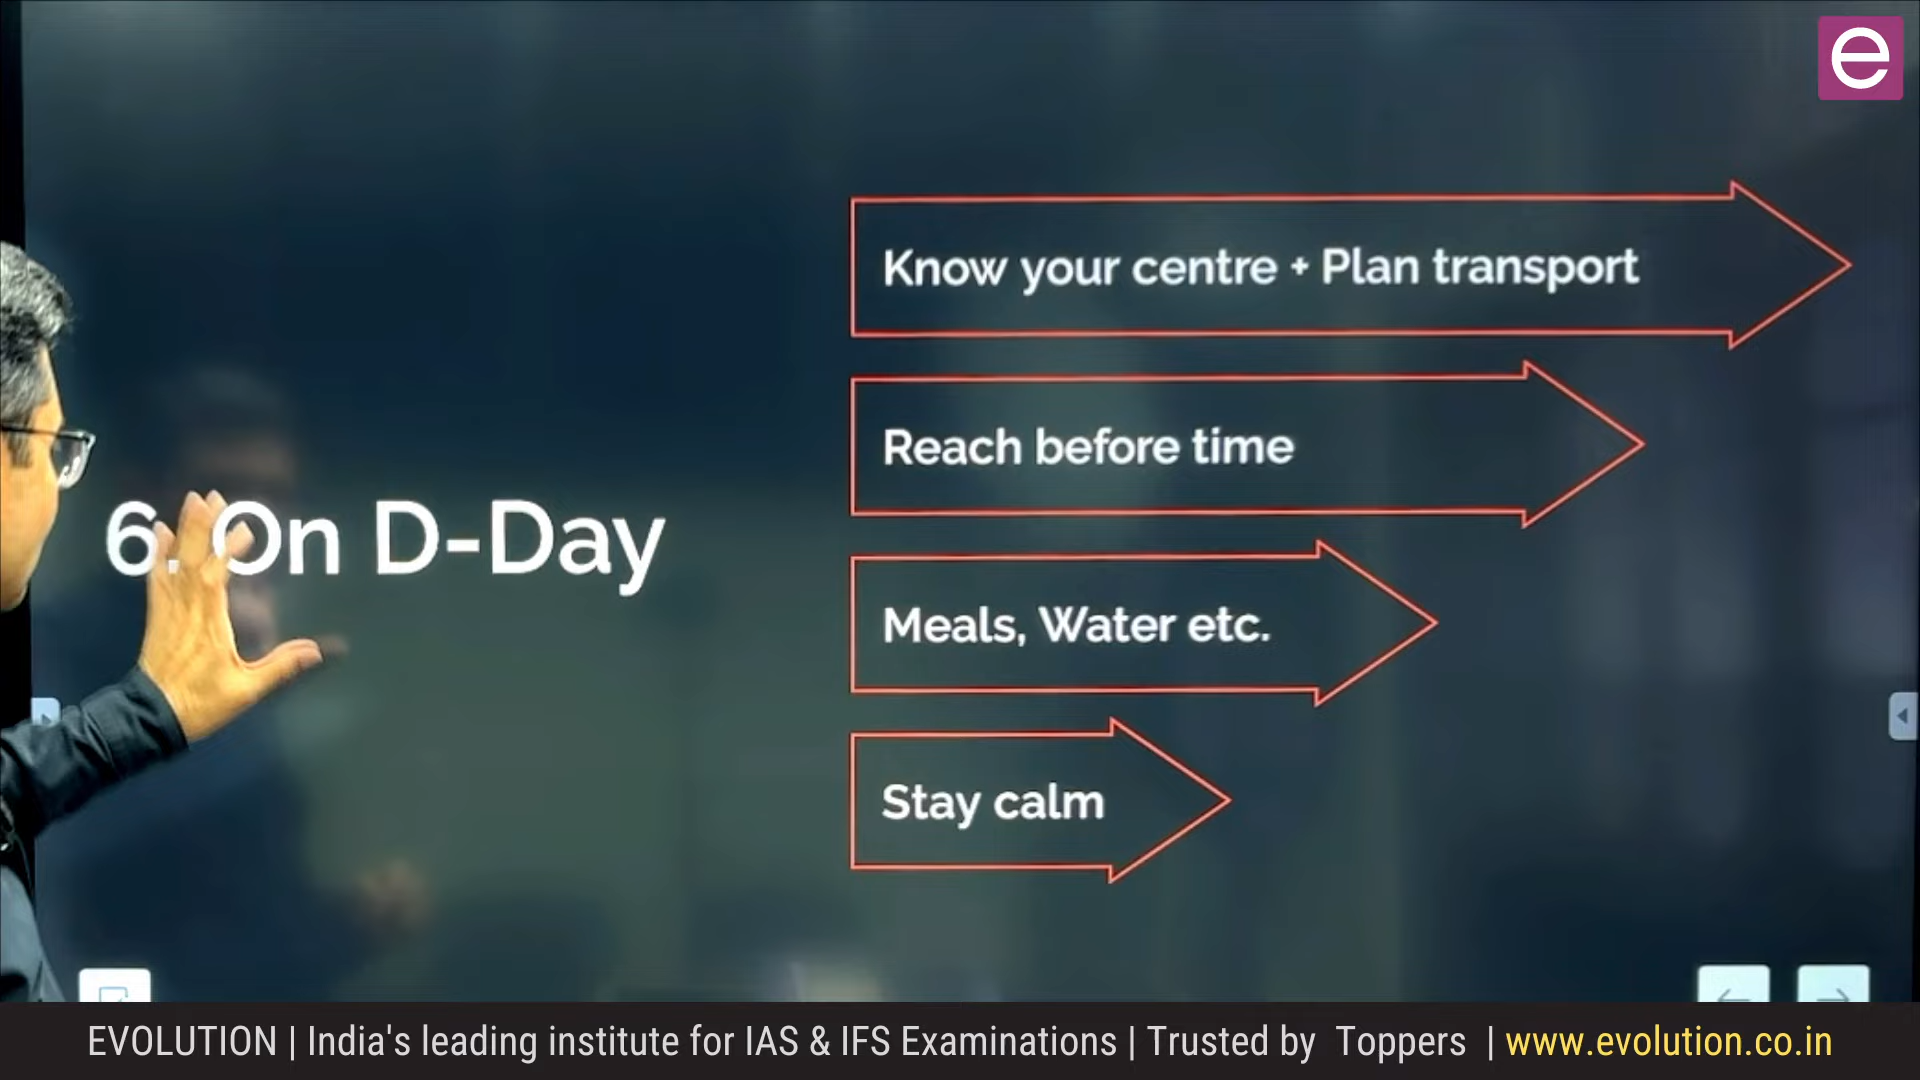 e
Know your centre + Plan transport
Reach before time
6. On D-Day
Meals, Water etc.
Stay calm
EVOLUTION | India's leading institute for IAS & IFS Examinations | Trusted by Toppers | www.evolution.co.in